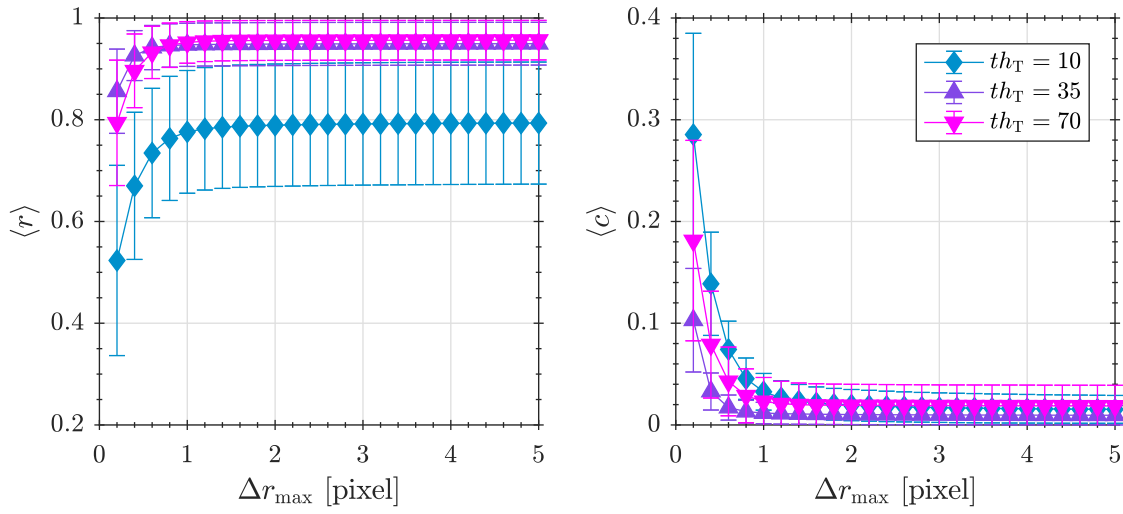 1
0.8
0.6
0.4
0.2
⟨r⟩
0 1 2 3 4 5
Δr_max [pixel]
0.4
0.3
0.2
0.1
0
⟨c⟩
th_T = 10
th_T = 35
th_T = 70
0 1 2 3 4 5
Δr_max [pixel]